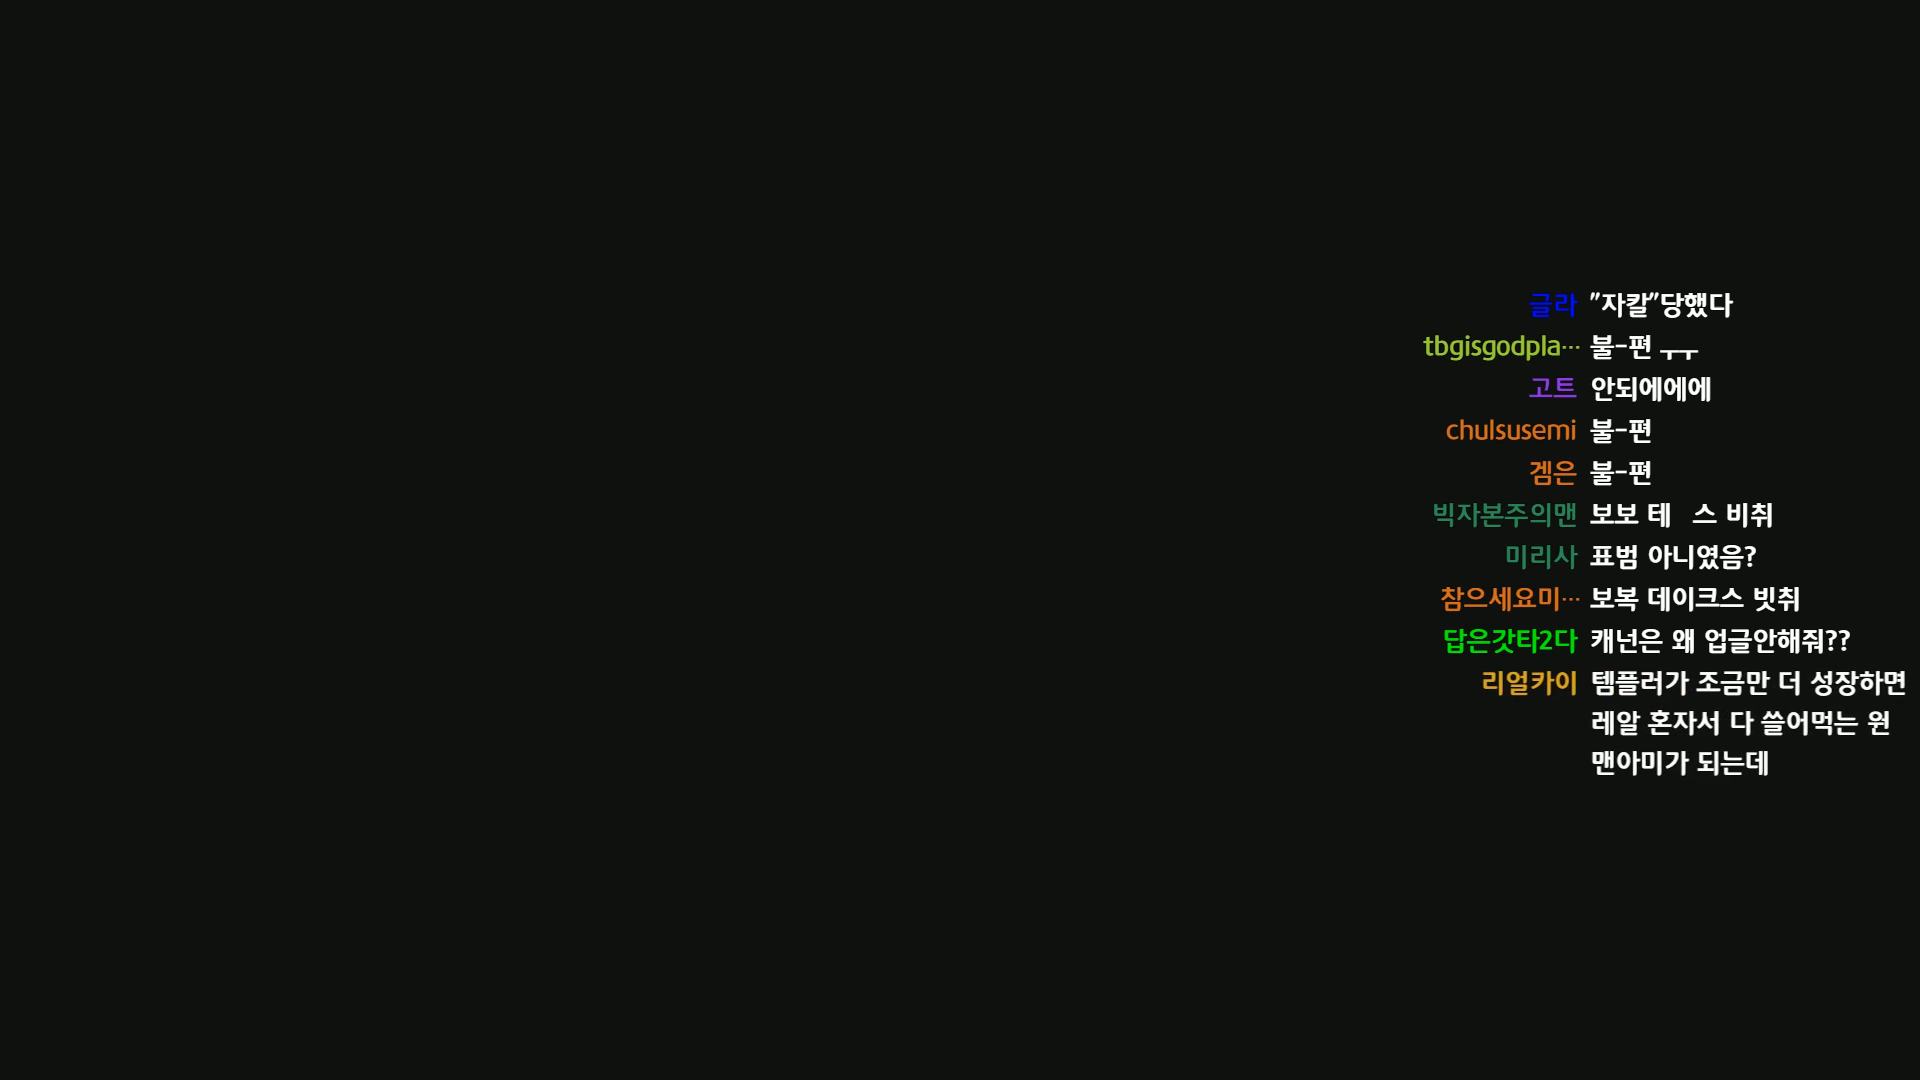 글라 "자칼"당했다
tbgisgodpla… 불-편 ㅜㅜ
고트 안되에에에
chulsusemi 불-편
겜은 불-편
빅자본주의맨 보보 테 스 비취
미리사 표범 아니였음?
참으세요미… 보복 데이크스 빗취
답은갓타2다 캐넌은 왜 업글안해줘??
리얼카이 템플러가 조금만 더 성장하면
레알 혼자서 다 쓸어먹는 원
맨아미가 되는데